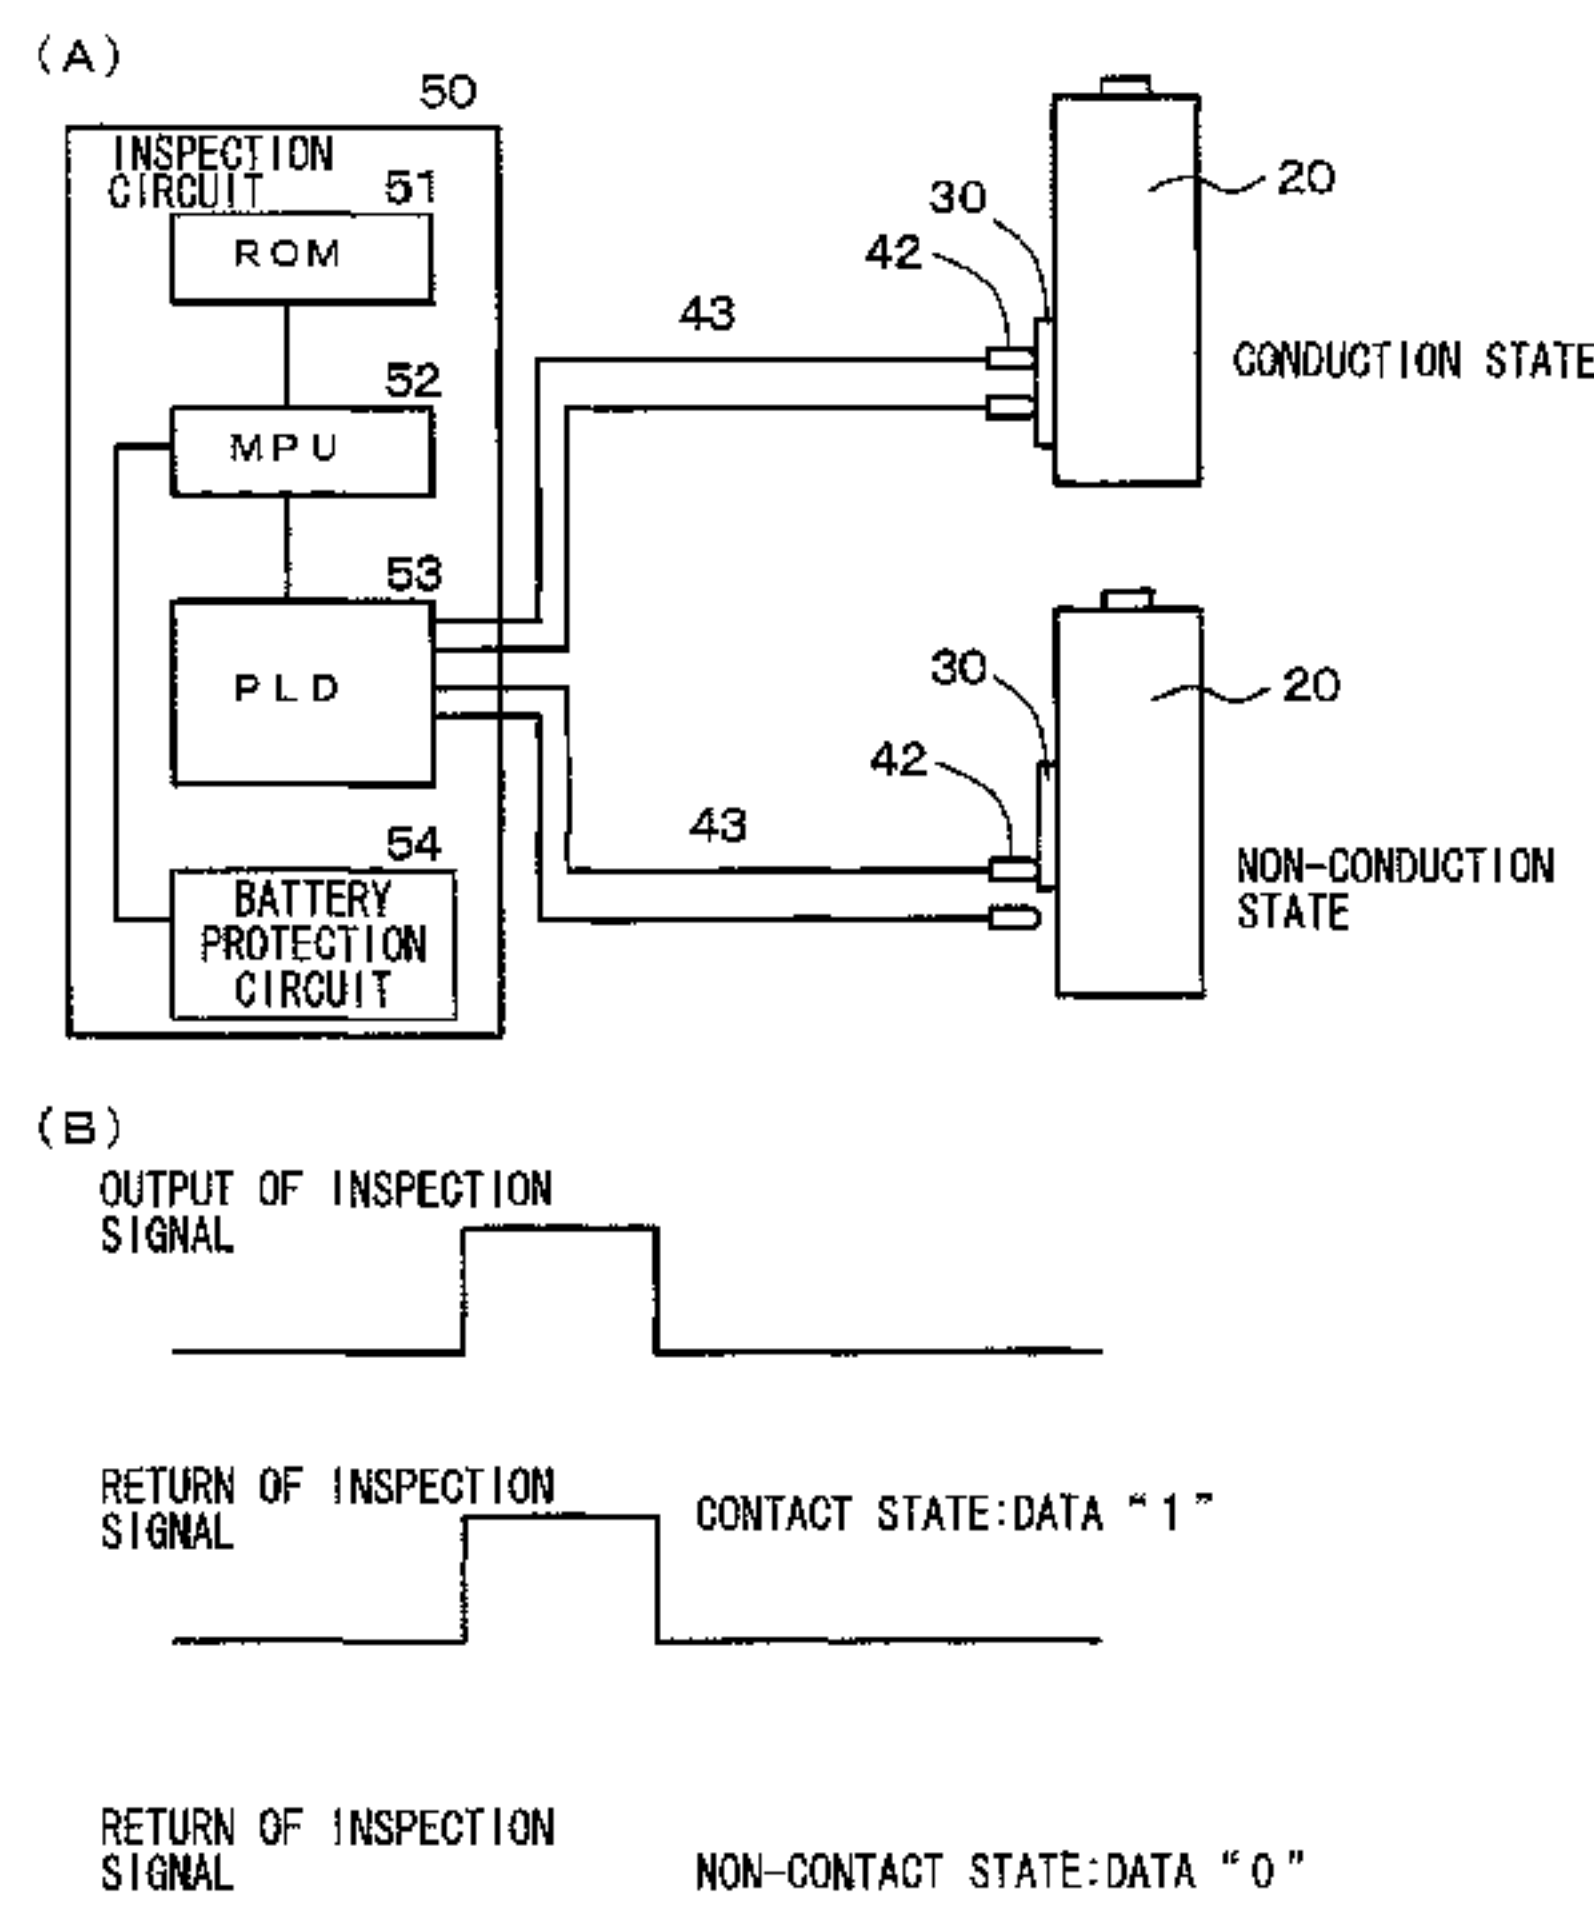 (A)
50
INSPECTION
CIRCUIT
51
ROM
52
MPU
53
PLD
54
BATTERY
PROTECTION
CIRCUIT
43
42
30
20
CONDUCTION STATE
43
42
30
20
NON-CONDUCTION
STATE
(B)
OUTPUT OF INSPECTION
SIGNAL
RETURN OF INSPECTION
SIGNAL
CONTACT STATE:DATA “1”
RETURN OF INSPECTION
SIGNAL
NON-CONTACT STATE:DATA “0”